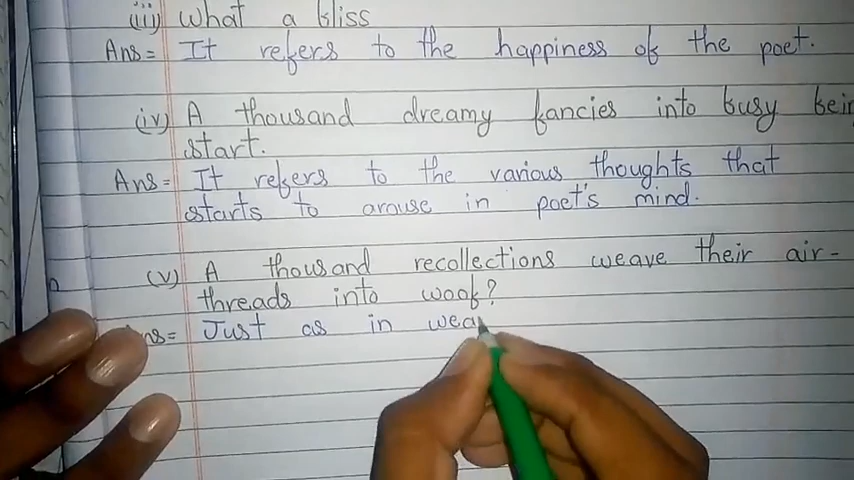 (iii) What a bliss
Ans = It refers to the happiness of the poet.
(iv) A thousand dreamy fancies into busy bein
start.
Ans = It refers to the various thoughts that
starts to arouse in poet's mind.
(v) A thousand recollections weave their air-
threads into woof?
Ans = Just as in wea